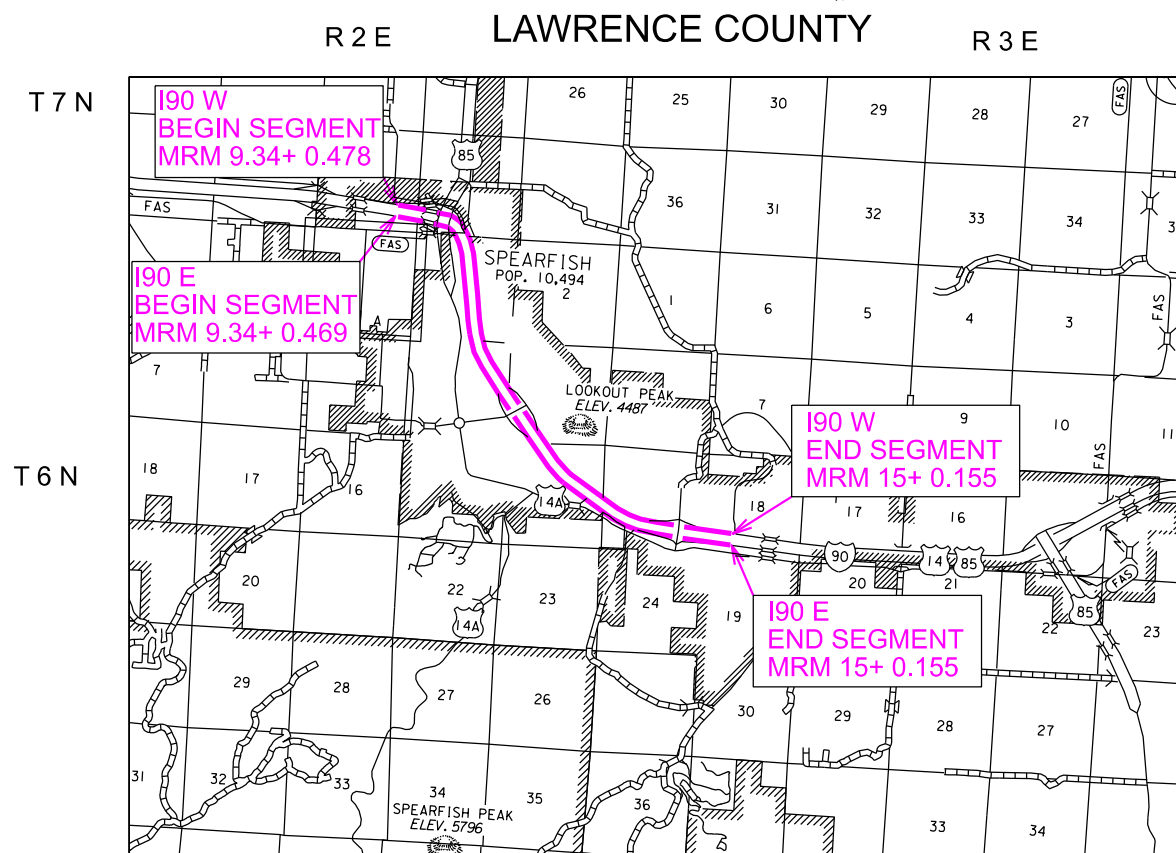 LAWRENCE COUNTY
R 2 E
R 3 E
T 7 N
T 6 N
I90 W
BEGIN SEGMENT
MRM 9.34+ 0.478
I90 E
BEGIN SEGMENT
MRM 9.34+ 0.469
I90 W
END SEGMENT
MRM 15+ 0.155
I90 E
END SEGMENT
MRM 15+ 0.155
26
25
30
29
28
27
FAS
85
FAS
36
31
32
33
34
3
FAS
SPEARFISH
POP. 10,494
2
1
6
5
4
3
FAS
A
7
LOOKOUT PEAK
ELEV. 4487
7
9
10
11
FAS
18
17
16
14A
18
17
16
90
14
85
20
22
23
24
19
20
21
FAS
14A
85
22
23
29
28
27
26
30
29
28
27
31
32
33
34
35
36
33
34
SPEARFISH PEAK
ELEV. 5796